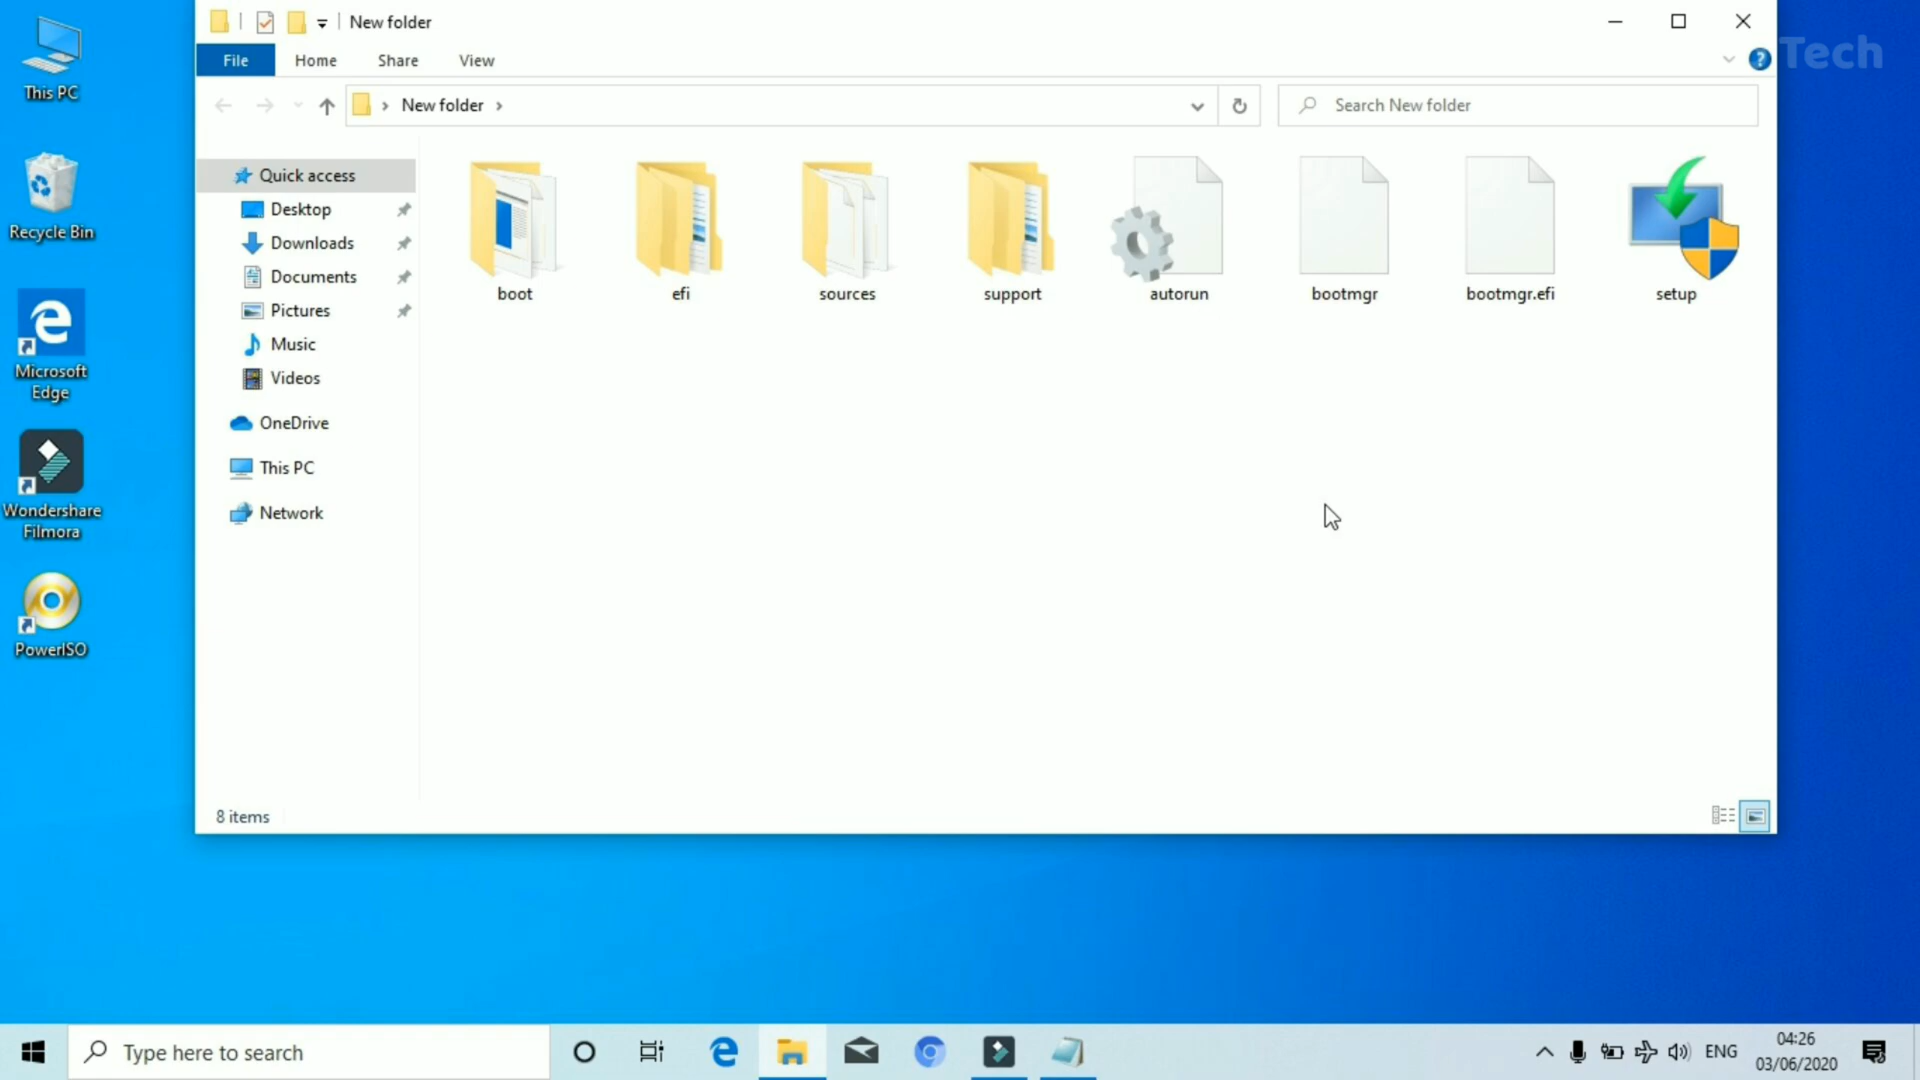 New folder
Tech
File Home Share View
New folder
Search New folder
This PC
Recycle Bin
Microsoft
Edge
Wondershare
Filmora
PowerISO
Quick access
Desktop
Downloads
Documents
Pictures
Music
Videos
OneDrive
This PC
Network
boot
efi
sources
support
autorun
bootmgr
bootmgr.efi
setup
8 items
Type here to search
ENG
04:26
03/06/2020